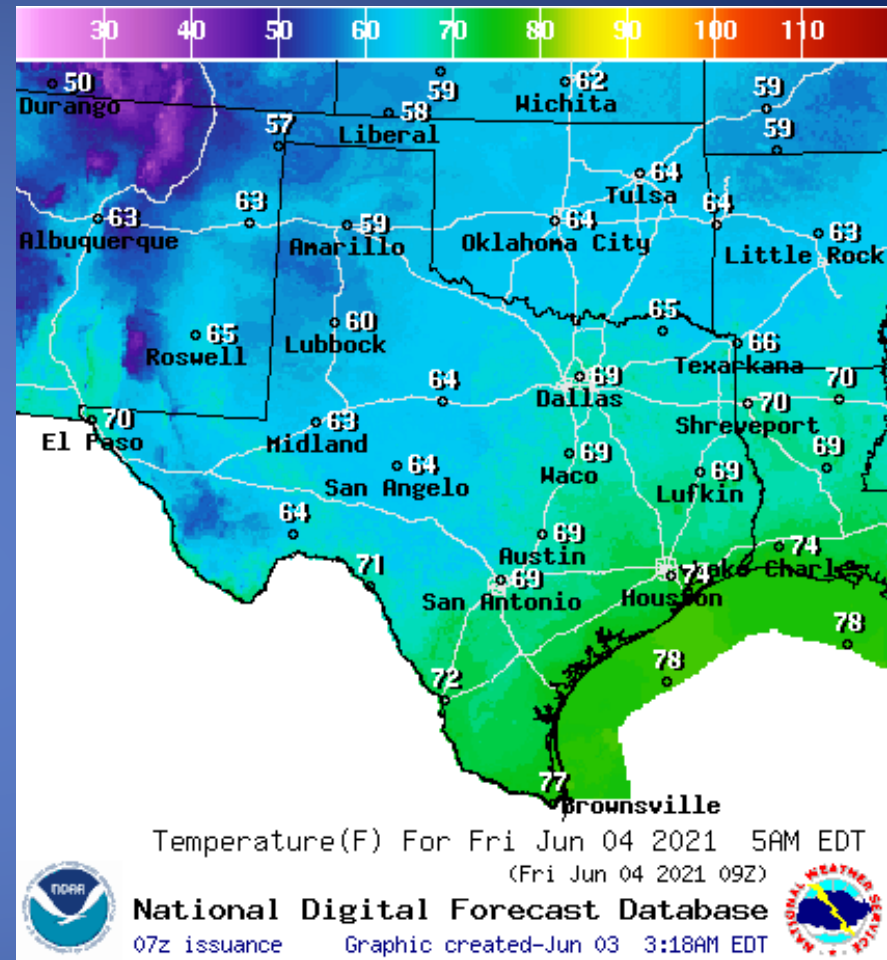 30 40 50 60 70 80 90 100 110
50 Durango
59
62 Wichita
59
58 Liberal
57
59
64 Tulsa
63 Albuquerque
63
59 Amarillo
64 Oklahoma City
64
63 Little Rock
65 Roswell
60 Lubbock
65
66 Texarkana
69 Dallas
64
70 Shreveport
70
70 El Paso
63 Midland
64 San Angelo
69 Waco
69 Lufkin
69
64
69 Austin
74 Lake Charles
71
69 San Antonio
74 Houston
78
78
72
77 Brownsville
Temperature(F) For Fri Jun 04 2021 5AM EDT
(Fri Jun 04 2021 09Z)
NOAA
National Digital Forecast Database
07z issuance Graphic created-Jun 03 3:18AM EDT
NATIONAL WEATHER SERVICE